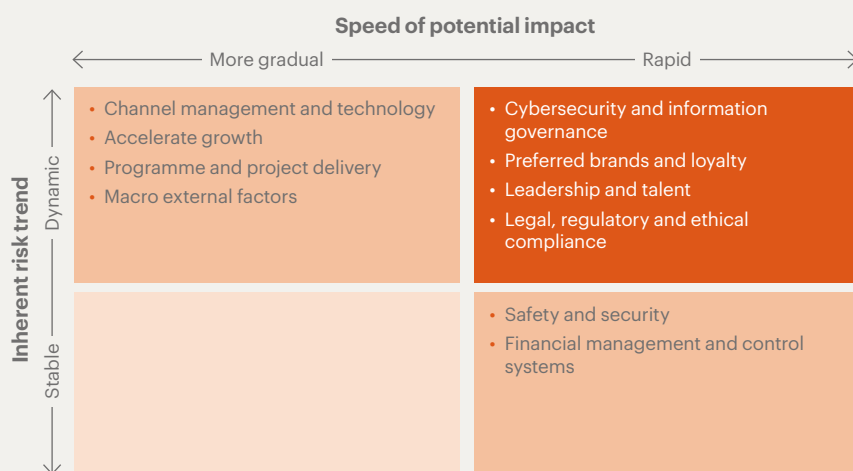 Speed of potential impact
More gradual
Rapid
Inherent risk trend
Dynamic
Stable
• Channel management and technology
• Accelerate growth
• Programme and project delivery
• Macro external factors
• Cybersecurity and information
governance
• Preferred brands and loyalty
• Leadership and talent
• Legal, regulatory and ethical
compliance
• Safety and security
• Financial management and control
systems